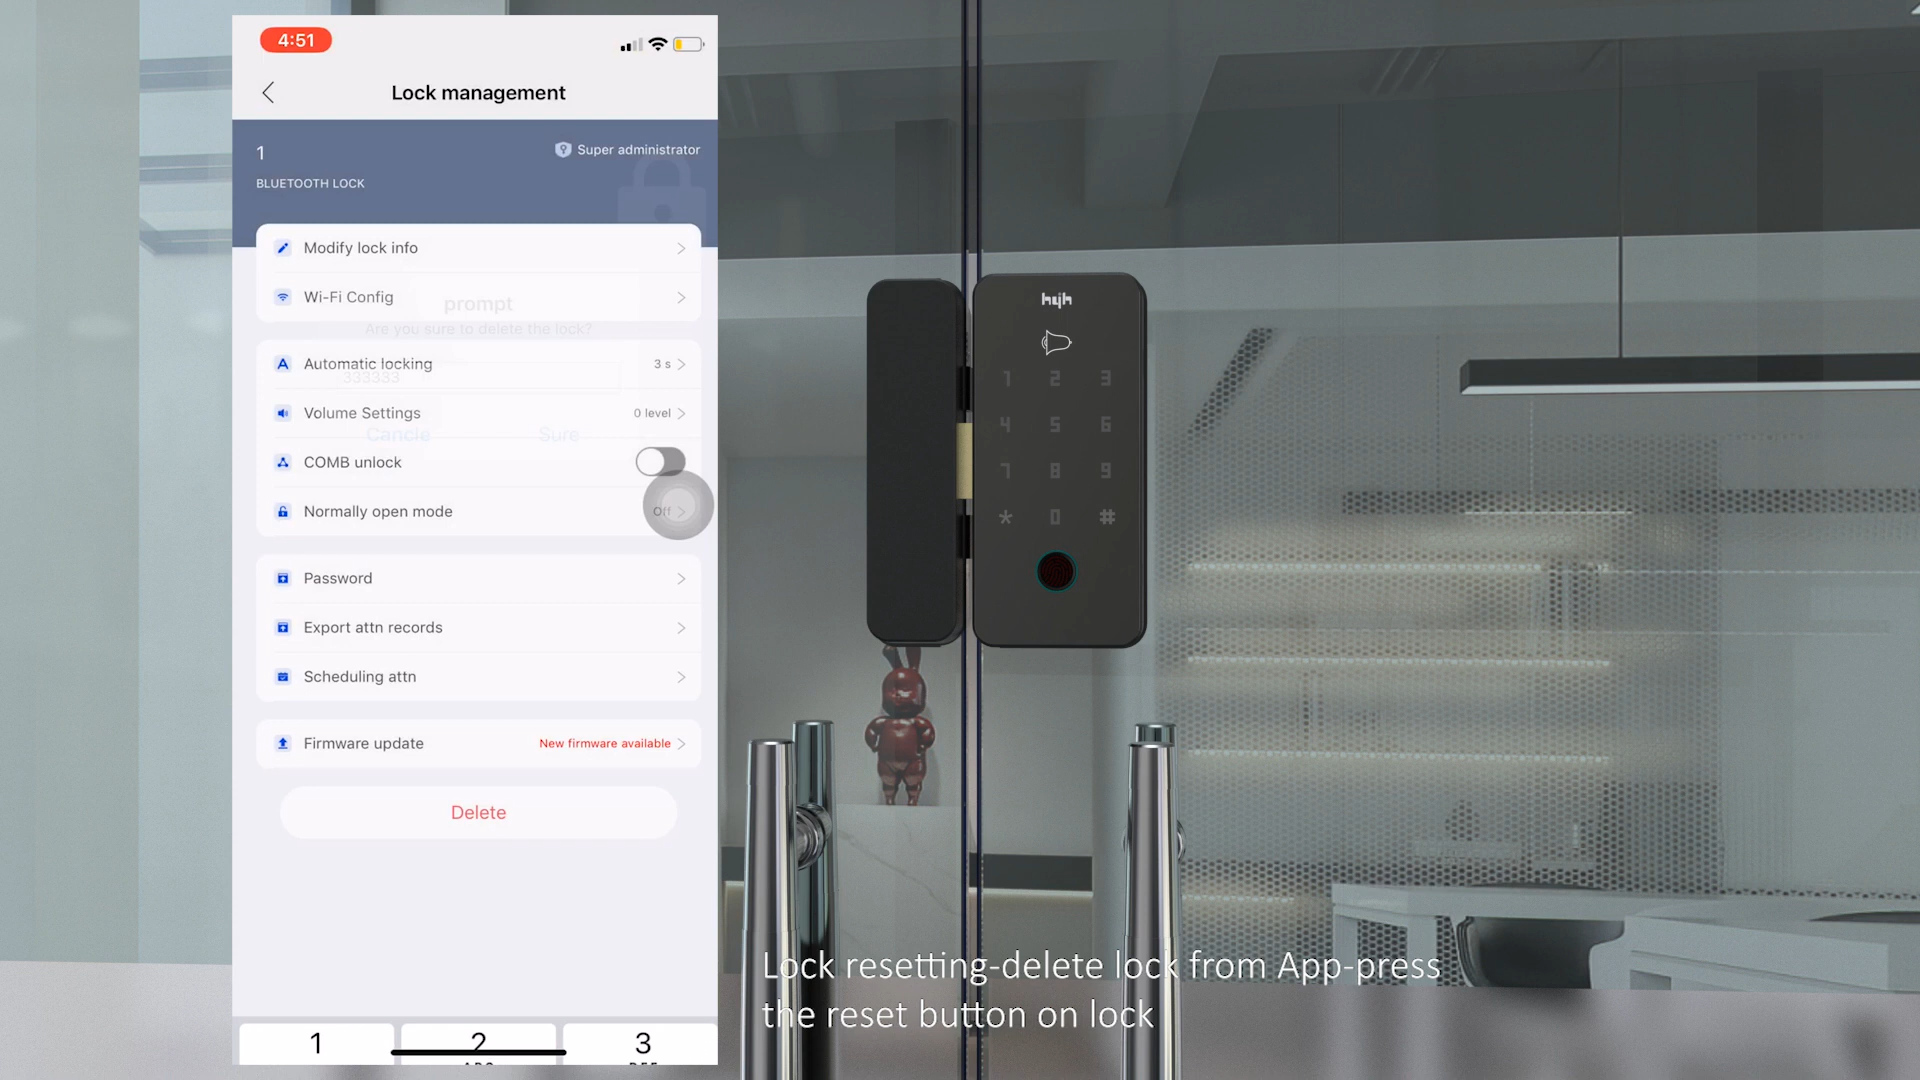 4:51
Lock management
1
Super administrator
BLUETOOTH LOCK
Modify lock info
Wi-Fi Config
prompt
Are you sure to delete the lock?
Automatic locking 3 s
333333
Volume Settings 0 level
Cancle Sure
COMB unlock
Normally open mode Off
Password
Export attn records
Scheduling attn
Firmware update New firmware available
Delete
1 2 3
hyh
1 2 3
4 5 6
7 8 9
* 0 #
Lock resetting-delete lock from App-press
the reset button on lock